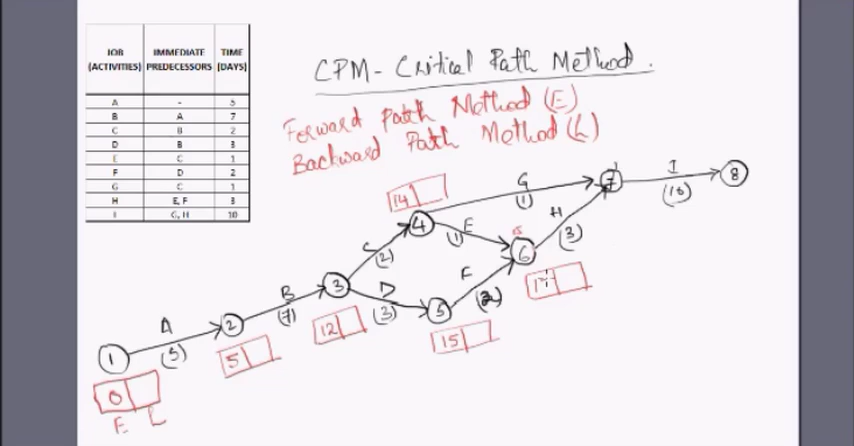 JOB (ACTIVITIES) IMMEDIATE PREDECESSORS TIME (DAYS)
A - 5
B A 7
C B 2
D B 3
E C 1
F D 2
G C 1
H E, F 3
I G, H 10
CPM - Critical Path Method.
Forward Path Method (E)
Backward Path Method (L)
14
G
(1)
7
I
(10)
8
4
E
(1)
H
(3)
C
(2)
6
17
3
D
(3)
F
(2)
5
15
B
(7)
12
2
5
A
(5)
1
0
E L